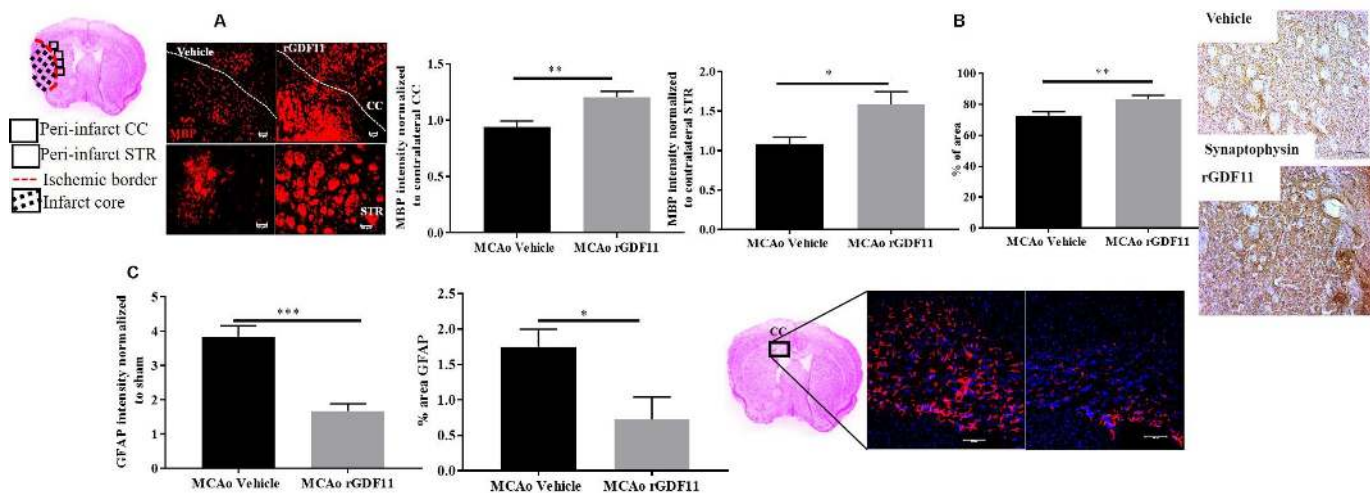 A
B
Vehicle
rGDF11
CC
MBP
STR
Peri-infarct CC
Peri-infarct STR
Ischemic border
Infarct core
MBP intensity normalized
to contralateral CC
1.5
1.0
0.5
0.0
**
MCAo Vehicle MCAo rGDF11
MBP intensity normalized
to contralateral STR
2.0
1.5
1.0
0.5
0.0
*
MCAo Vehicle MCAo rGDF11
% of area
100
80
60
40
20
0
**
MCAo Vehicle MCAo rGDF11
Vehicle
Synaptophysin
rGDF11
C
GFAP intensity normalized
to sham
5
4
3
2
1
0
***
MCAo Vehicle MCAo rGDF11
% area GFAP
2.5
2.0
1.5
1.0
0.5
0.0
*
MCAo Vehicle MCAo rGDF11
CC